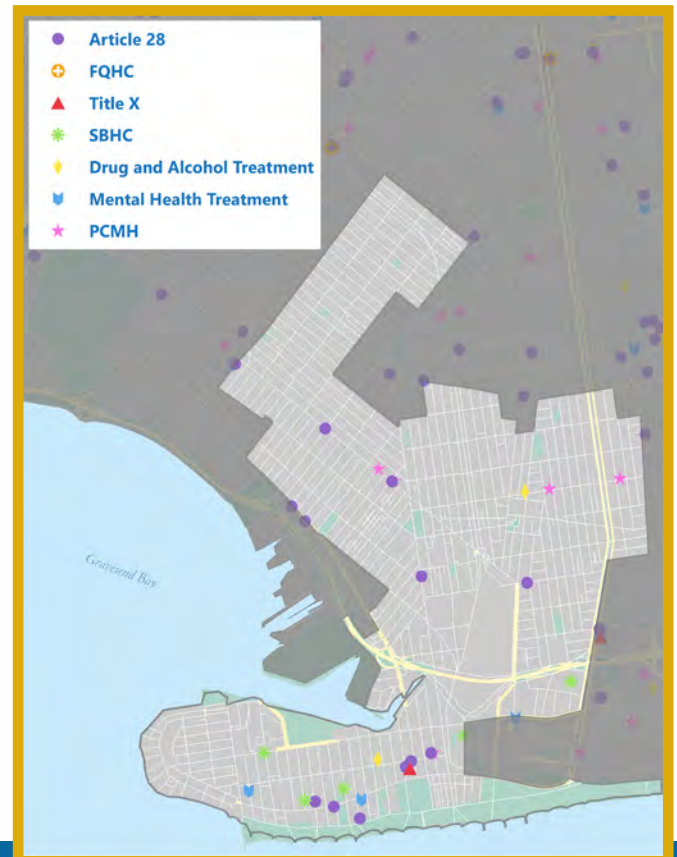 Article 28
FQHC
Title X
SBHC
Drug and Alcohol Treatment
Mental Health Treatment
PCMH
Gravesend Bay